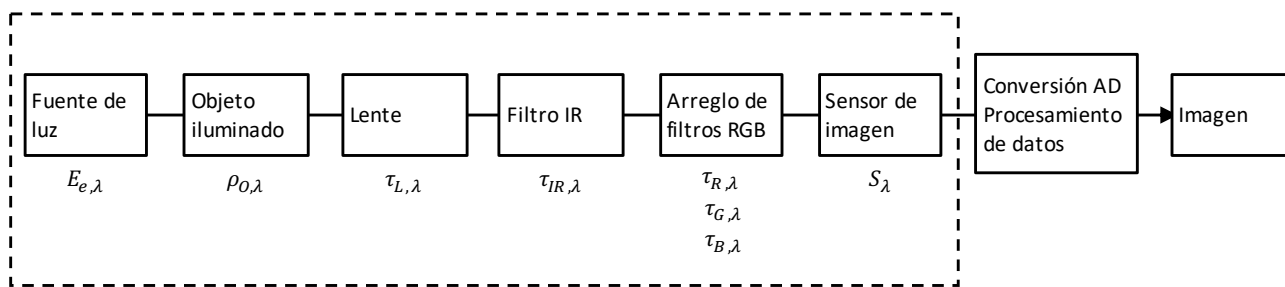 Fuente de
luz
Objeto
iluminado
Lente
Filtro IR
Arreglo de
filtros RGB
Sensor de
imagen
Conversión AD
Procesamiento
de datos
Imagen
E_{e,λ}
ρ_{O,λ}
τ_{L,λ}
τ_{IR,λ}
τ_{R,λ}
τ_{G,λ}
τ_{B,λ}
S_λ